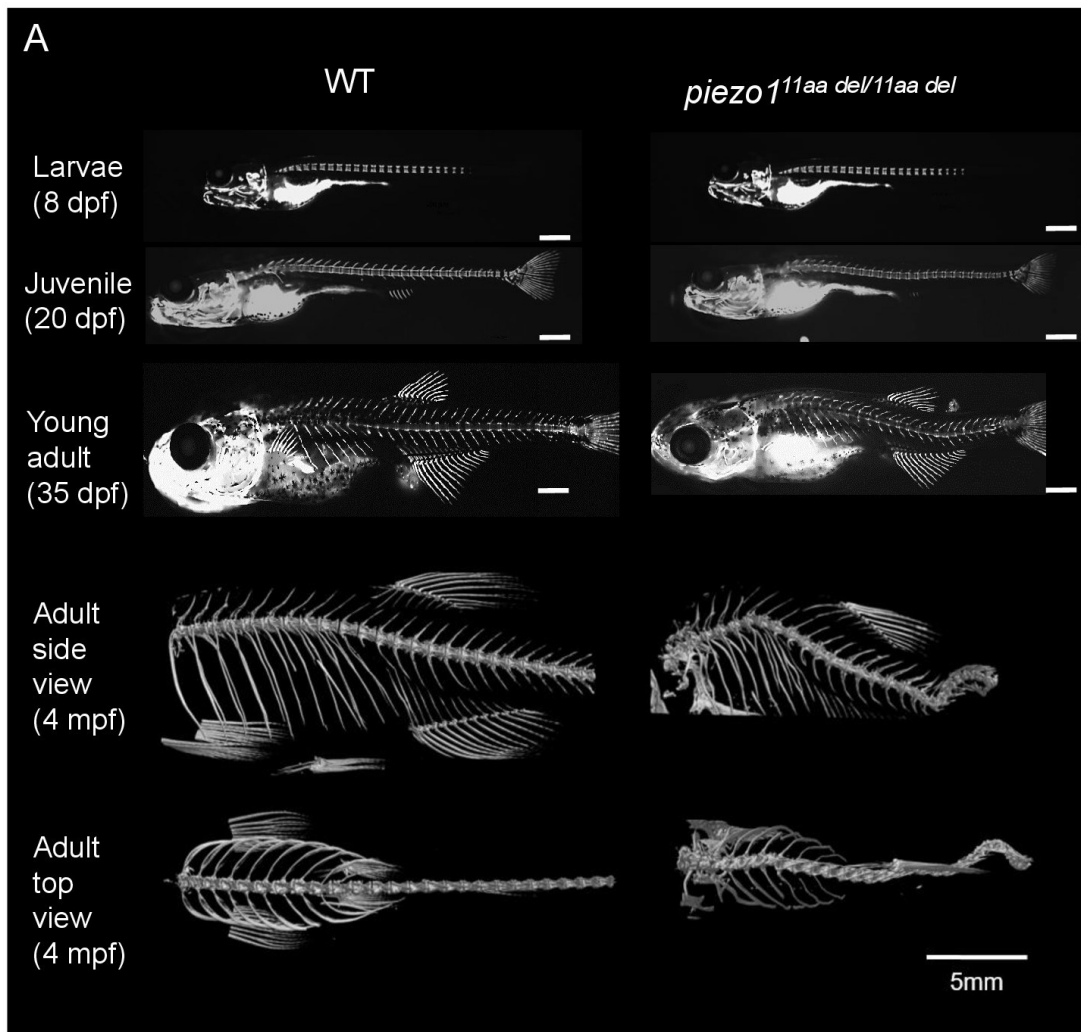 A
WT
piezo1 11aa del/11aa del
Larvae
(8 dpf)
Juvenile
(20 dpf)
Young
adult
(35 dpf)
Adult
side
view
(4 mpf)
Adult
top
view
(4 mpf)
5mm